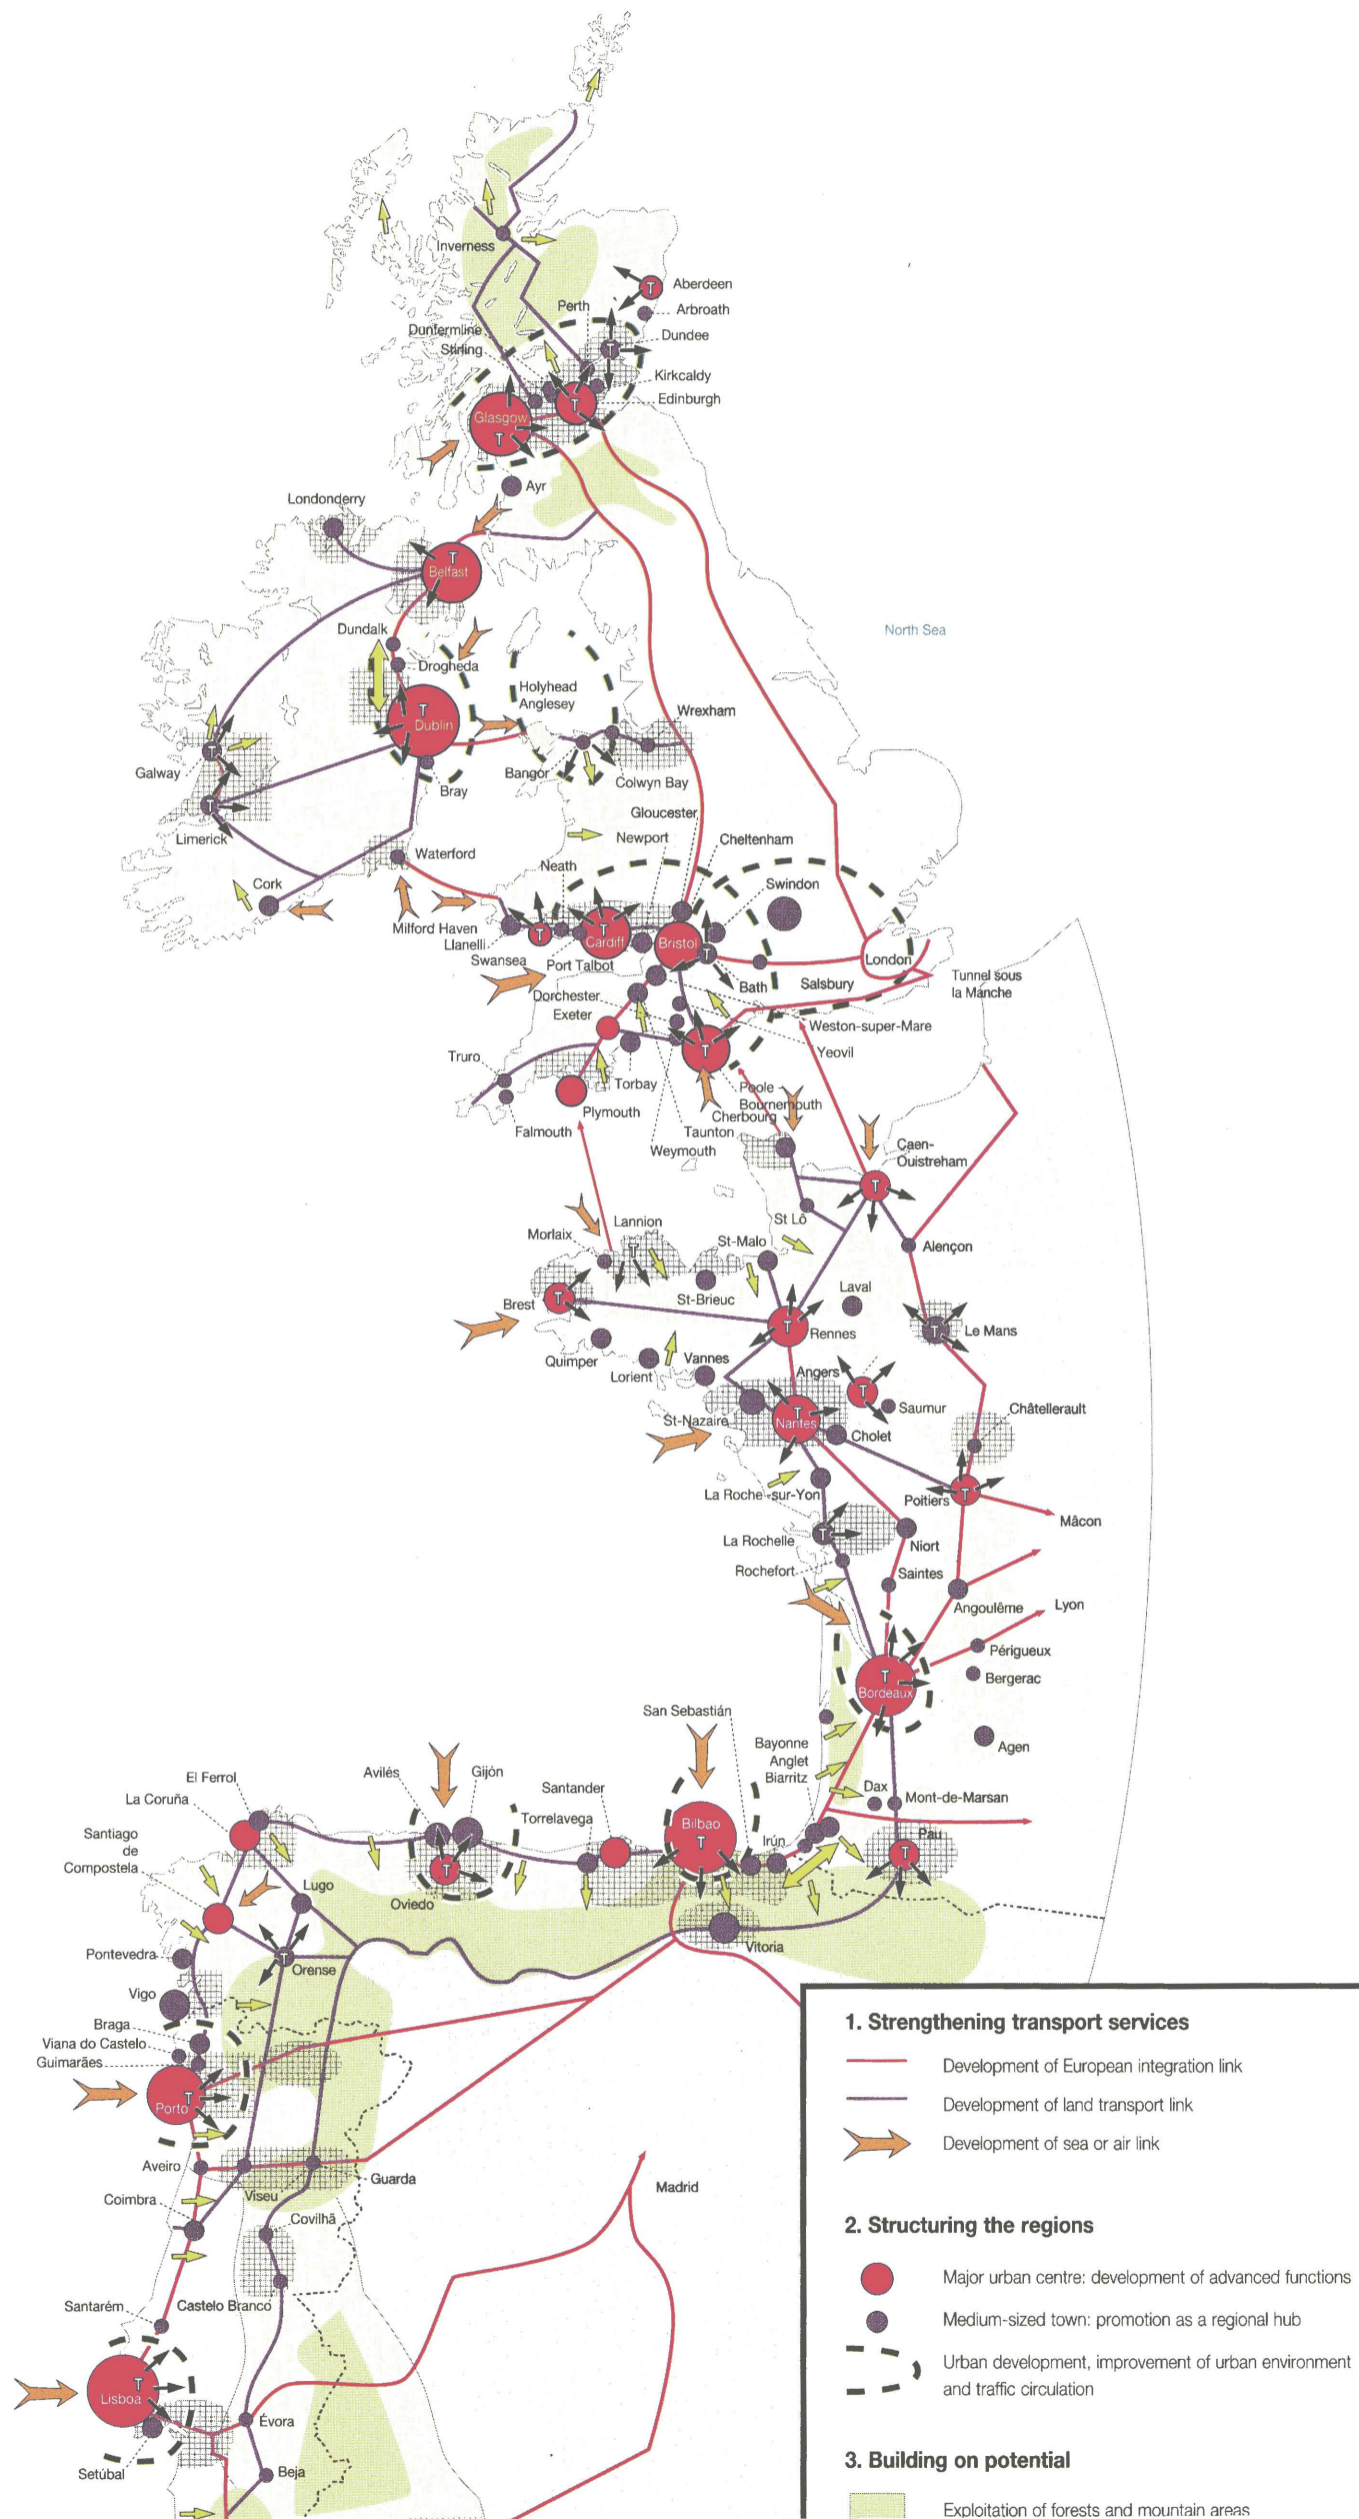 Inverness
Aberdeen
Perth
Arbroath
Dunfermline
Dundee
Stirling
Kirkcaldy
Edinburgh
Glasgow
T
T
T
T
Ayr
Londonderry
T
Belfast
North Sea
Dundalk
Drogheda
Holyhead
Anglesey
Wrexham
T
Dublin
T
Galway
Bangor
Colwyn Bay
Bray
T
Limerick
Gloucester
Newport
Cheltenham
Waterford
Neath
Swindon
Cork
Milford Haven
Llanelli
T
T
Cardiff
Bristol
T
London
Swansea
Port Talbot
Bath
Salsbury
Tunnel sous
la Manche
Dorchester
Exeter
Weston-super-Mare
T
Yeovil
Truro
Torbay
Poole
Plymouth
Bournemouth
Cherbourg
Falmouth
Taunton
Weymouth
Caen-
Ouistreham
T
Lannion
St Lô
Morlaix
T
St-Malo
Alençon
Laval
Brest
T
St-Brieuc
T
Rennes
T
Le Mans
Quimper
Lorient
Vannes
Angers
T
Saumur
Châtellerault
St-Nazaire
T
Nantes
Cholet
La Roche-sur-Yon
Poitiers
T
Mâcon
La Rochelle
T
Niort
Rochefort
Saintes
Angoulême
Lyon
Périgueux
T
Bordeaux
Bergerac
San Sebastián
Agen
Bayonne
Anglet
Biarritz
El Ferrol
Avilés
Gijón
Santander
Dax
Mont-de-Marsan
La Coruña
Torrelavega
Bilbao
T
Irún
Pau
T
Santiago
de
Compostela
T
Oviedo
Lugo
Vitoria
Pontevedra
T
Orense
Vigo
Braga
Viana do Castelo
Guimarães
T
Porto
Aveiro
Viseu
Guarda
Coimbra
Covilhã
Madrid
Santarém
Castelo Branco
T
Lisboa
Évora
Setúbal
Beja
1. Strengthening transport services
Development of European integration link
Development of land transport link
Development of sea or air link
2. Structuring the regions
Major urban centre: development of advanced functions
Medium-sized town: promotion as a regional hub
Urban development, improvement of urban environment
and traffic circulation
3. Building on potential
Exploitation of forests and mountain areas